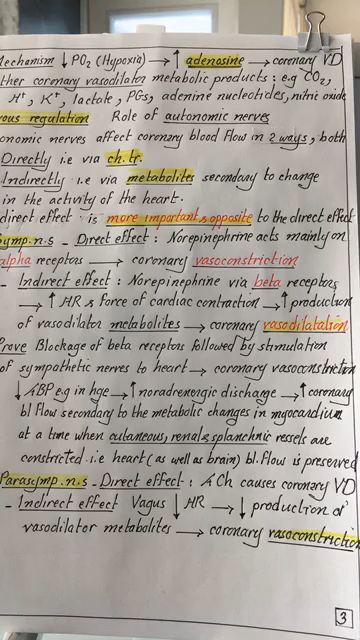 Mechanism ↓ PO2 (Hypoxia) → ↑ adenosine → coronary VD
ther coronary vasodilator metabolic products : e.g CO2,
H+, K+, lactate, PGs, adenine nucleotides, nitric oxide
vous regulation Role of autonomic nerves
onomic nerves affect coronary blood Flow in 2 ways, both
Directly i.e via ch.tr.
Indirectly i.e via metabolites secondary to change
in the activity of the heart.
direct effect is more important & opposite to the direct effect
Symp.n.s - Direct effect : Norepinephrine acts mainly on
alpha receptors → coronary vasoconstriction
- Indirect effect : Norepinephrine via beta receptors
→ ↑ HR & force of cardiac contraction → ↑ production
of vasodilator metabolites → coronary vasodilatation
Prove Blockage of beta receptors followed by stimulation
of sympathetic nerves to heart → coronary vasoconstriction
↓ ABP e.g in hge → ↑ noradrenergic discharge → ↑ coronary
bl Flow secondary to the metabolic changes in myocardium
at a time when cutaneous, renal & splanchnic vessels are
constricted i.e heart (as well as brain) bl. Flow is preserved
Parasymp.n.s - Direct effect : ACh causes coronary VD
- Indirect effect Vagus ↓ HR → ↓ production of
vasodilator metabolites → coronary vasoconstriction
3